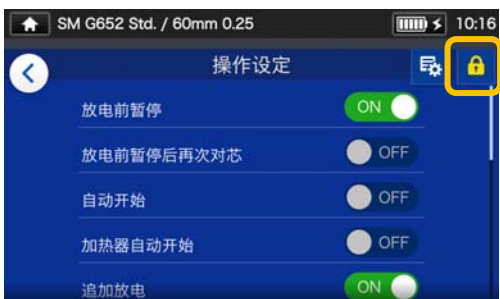 SM G652 Std. / 60mm 0.25 10:16
操作设定
放电前暂停 ON
放电前暂停后再次对芯 OFF
自动开始 OFF
加热器自动开始 OFF
追加放电 ON